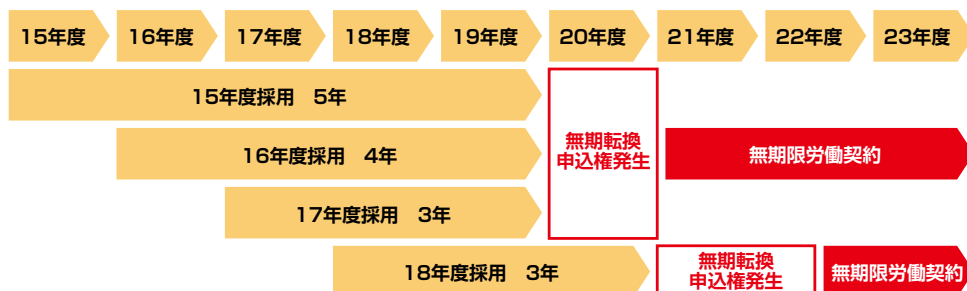 15年度 16年度 17年度 18年度 19年度 20年度 21年度 22年度 23年度
15年度採用　5年
16年度採用　4年
無期転換
申込権発生
無期限労働契約
17年度採用　3年
18年度採用　3年
無期転換
申込権発生
無期限労働契約